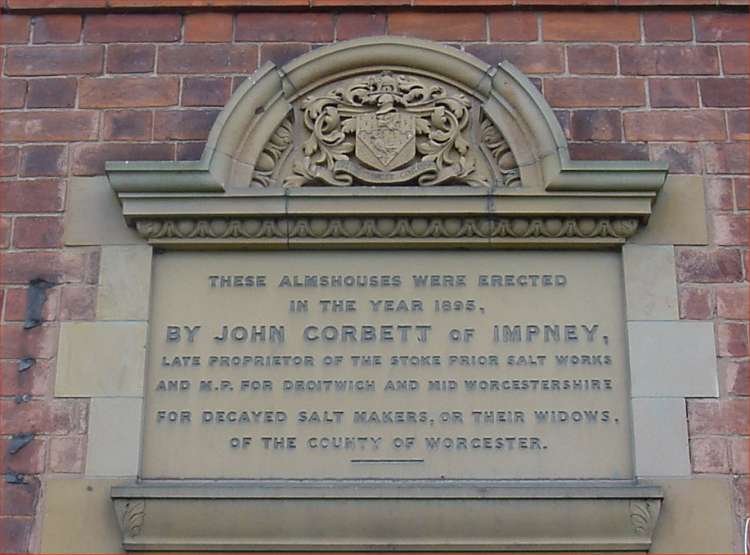 THESE ALMSHOUSES WERE ERECTED
IN THE YEAR 1895,
BY JOHN CORBETT OF IMPNEY,
LATE PROPRIETOR OF THE STOKE PRIOR SALT WORKS
AND M.P. FOR DROITWICH AND MID WORCESTERSHIRE
FOR DECAYED SALT MAKERS, OR THEIR WIDOWS,
OF THE COUNTY OF WORCESTER.